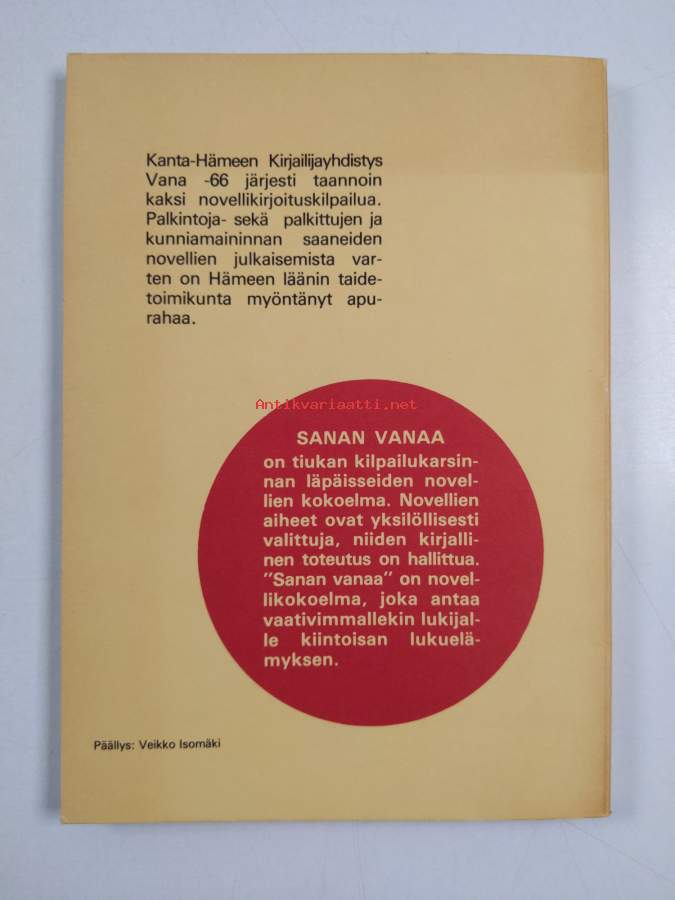 Kanta-Hämeen Kirjailijayhdistys
Vana -66 järjesti taannoin
kaksi novellikirjoituskilpailua.
Palkintoja- sekä palkittujen ja
kunniamaininnan saaneiden
novellien julkaisemista var-
ten on Hämeen läänin taide-
toimikunta myöntänyt apu-
rahaa.
Antikvariaatti.net
SANAN VANAA
on tiukan kilpailukarsin-
nan läpäisseiden novel-
lien kokoelma. Novellien
aiheet ovat yksilöllisesti
valittuja, niiden kirjalli-
nen toteutus on hallittua.
"Sanan vanaa" on novel-
likokoelma, joka antaa
vaativimmallekin lukijal-
le kiintoisan lukuelä-
myksen.
Päällys: Veikko Isomäki